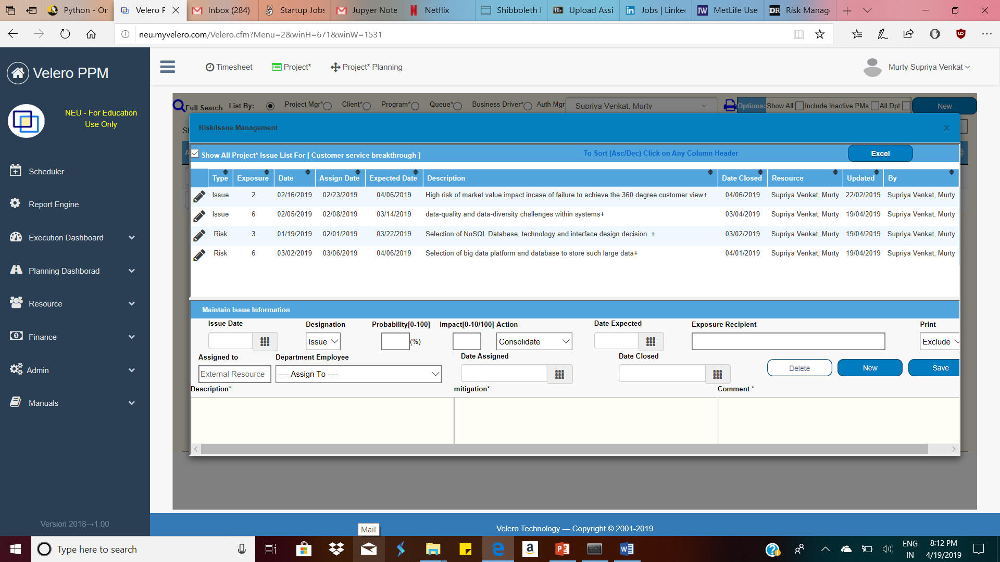 Python - Or
Velero F
Inbox (284)
Startup Jobs
Jupyer Note
Netflix
Shibboleth I
Bb Upload Assi
in Jobs | Linke
IW MetLife Use
DR Risk Manag
neu.myvelero.com/Velero.cfm?Menu=2&winH=671&winW=1531
Velero PPM
Timesheet
Project*
Project* Planning
Murty Supriya Venkat
NEU - For Education
Use Only
Full Search List By: Project Mgr* Client* Program* Queue* Business Driver* Auth Mgr Supriya Venkat, Murty Options: Show All: Include Inactive PMs: All Dpt: New
Risk/Issue Management
Show All Project* Issue List For [ Customer service breakthrough ]
To Sort (Asc/Dec) Click on Any Column Header
Excel
Type Exposure Date Assign Date Expected Date Description Date Closed Resource Updated By
Issue 2 02/16/2019 02/23/2019 04/06/2019 High risk of market value impact incase of failure to achieve the 360 degree customer view+ 04/06/2019 Supriya Venkat, Murty 22/02/2019 Supriya Venkat, Murty
Issue 6 02/05/2019 02/08/2019 03/14/2019 data-quality and data-diversity challenges within systems+ 03/04/2019 Supriya Venkat, Murty 19/04/2019 Supriya Venkat, Murty
Risk 3 01/19/2019 02/01/2019 03/22/2019 Selection of NoSQL Database, technology and interface design decision. + 03/02/2019 Supriya Venkat, Murty 19/04/2019 Supriya Venkat, Murty
Risk 6 03/02/2019 03/06/2019 04/06/2019 Selection of big data platform and database to store such large data+ 04/01/2019 Supriya Venkat, Murty 19/04/2019 Supriya Venkat, Murty
Scheduler
Report Engine
Execution Dashboard
Planning Dashborad
Resource
Finance
Admin
Manuals
Maintain Issue Information
Issue Date Designation Probability[0-100] Impact[0-10/100] Action Date Expected Exposure Recipient Print
Issue (%) Consolidate Exclude
Assigned to Department Employee Date Assigned Date Closed
External Resource ---- Assign To ---- Delete New Save
Description* mitigation* Comment *
Version 2018→1.00
Velero Technology — Copyright © 2001-2019
Mail
Type here to search
ENG
IN
8:12 PM
4/19/2019